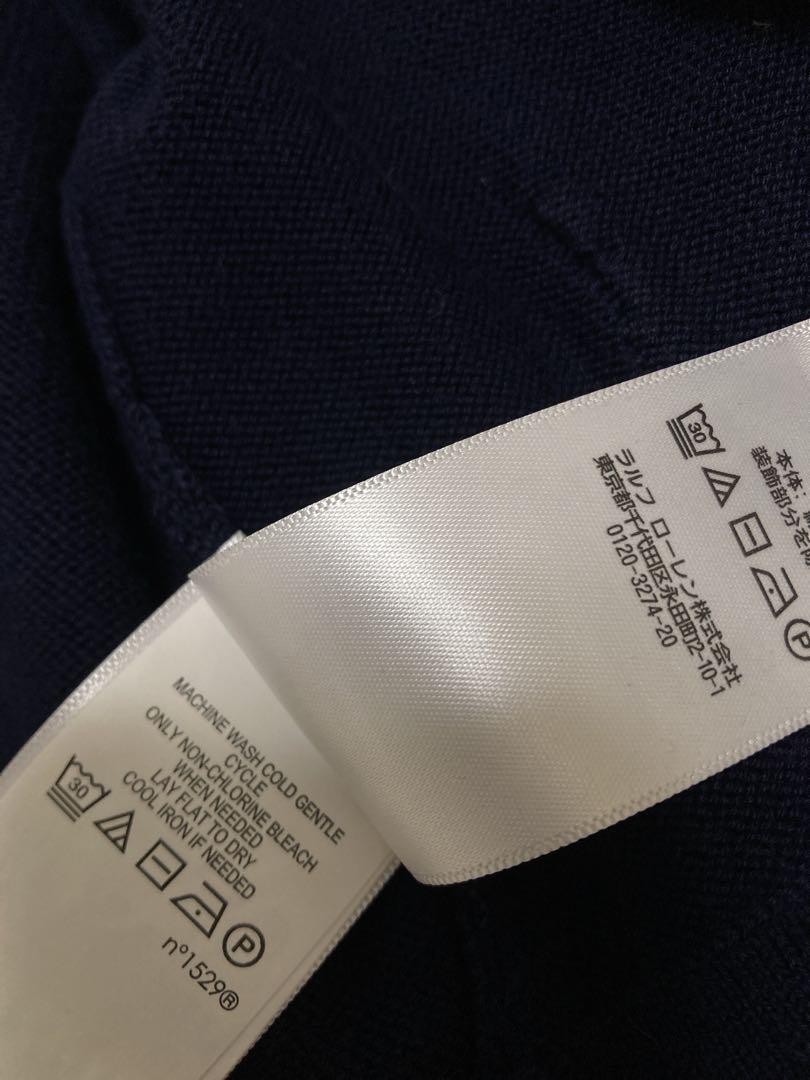 本体:
装飾部分を
30
P
ラルフ ローレン株式会社
東京都千代田区永田町2-10-1
0120-3274-20
MACHINE WASH COLD GENTLE
CYCLE
ONLY NON-CHLORINE BLEACH
WHEN NEEDED
LAY FLAT TO DRY
COOL IRON IF NEEDED
30
P
n°1529®